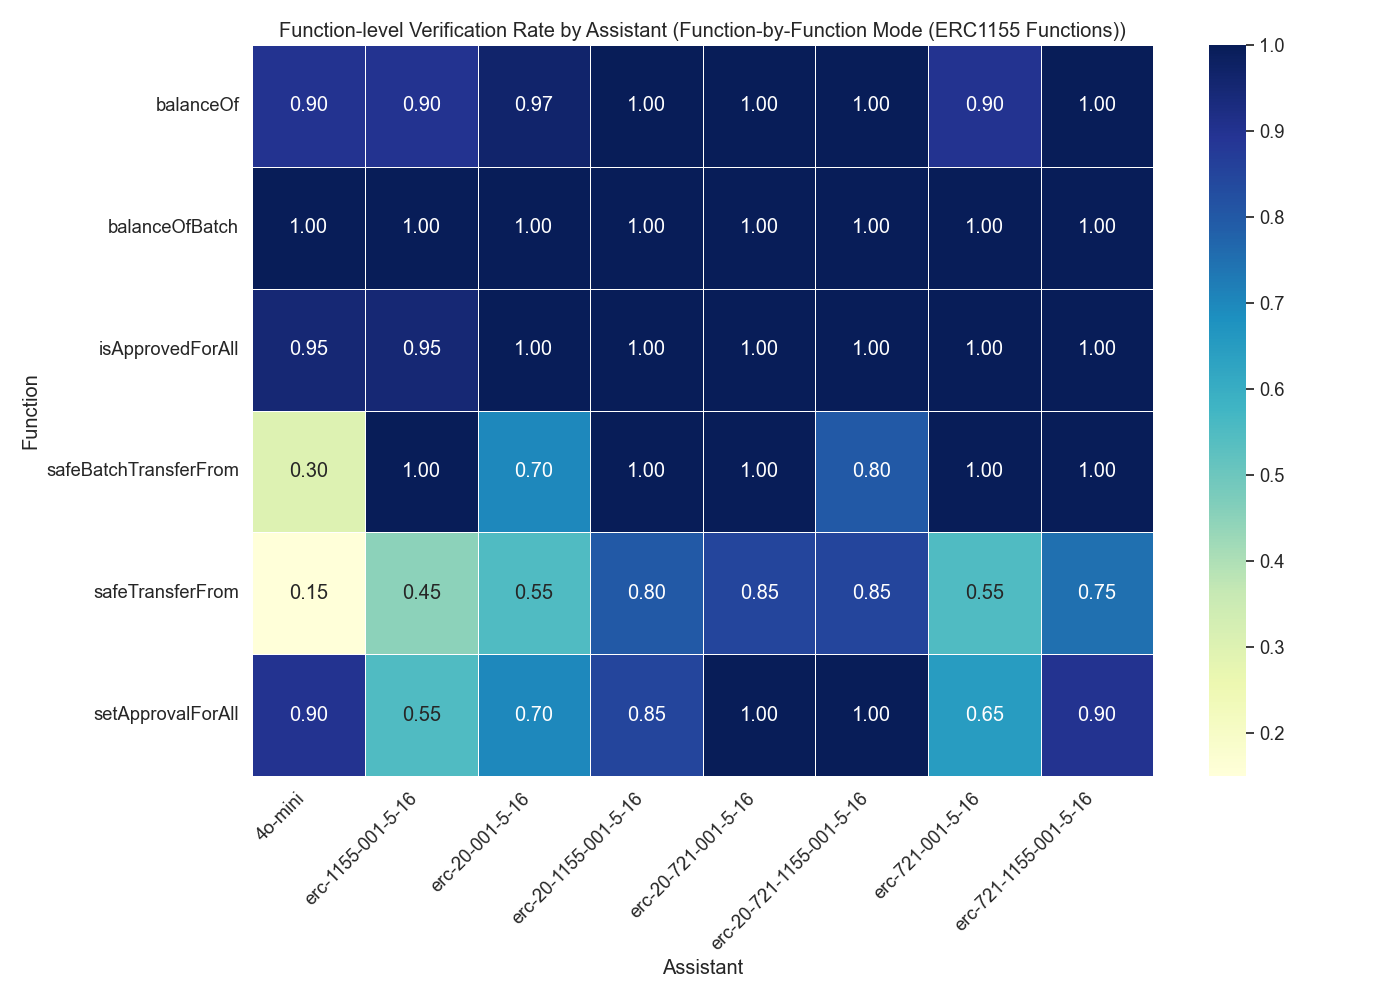 Function-level Verification Rate by Assistant (Function-by-Function Mode (ERC1155 Functions))
Function
balanceOf 0.90 0.90 0.97 1.00 1.00 1.00 0.90 1.00
balanceOfBatch 1.00 1.00 1.00 1.00 1.00 1.00 1.00 1.00
isApprovedForAll 0.95 0.95 1.00 1.00 1.00 1.00 1.00 1.00
safeBatchTransferFrom 0.30 1.00 0.70 1.00 1.00 0.80 1.00 1.00
safeTransferFrom 0.15 0.45 0.55 0.80 0.85 0.85 0.55 0.75
setApprovalForAll 0.90 0.55 0.70 0.85 1.00 1.00 0.65 0.90
4o-mini
erc-1155-001-5-16
erc-20-001-5-16
erc-20-1155-001-5-16
erc-20-721-001-5-16
erc-20-721-1155-001-5-16
erc-721-001-5-16
erc-721-1155-001-5-16
Assistant
1.0
0.9
0.8
0.7
0.6
0.5
0.4
0.3
0.2